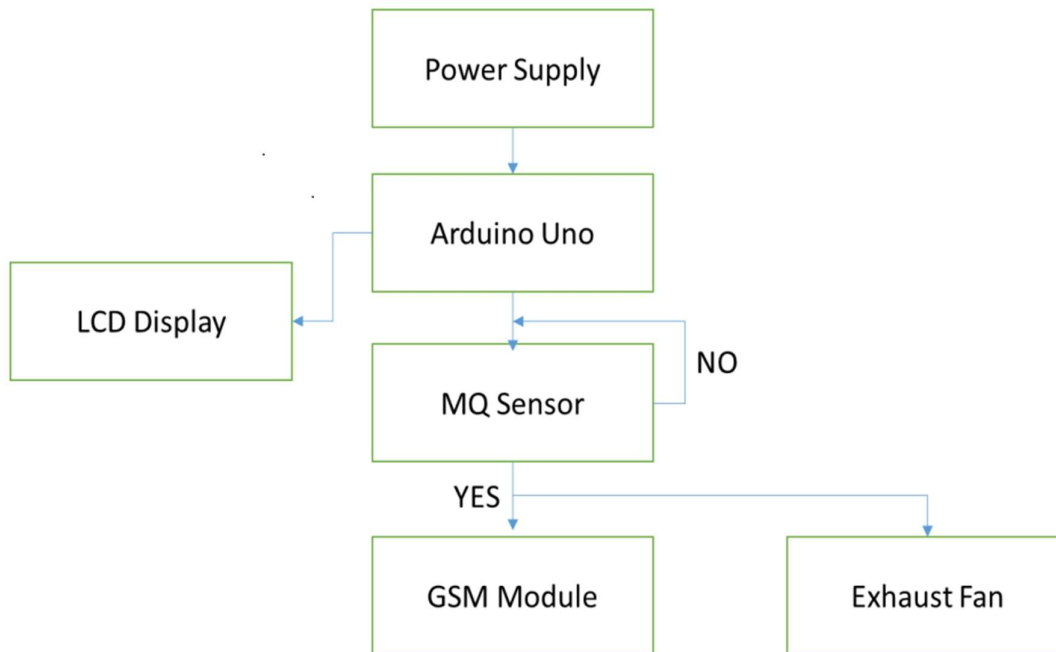 Power Supply
Arduino Uno
LCD Display
NO
MQ Sensor
YES
GSM Module
Exhaust Fan